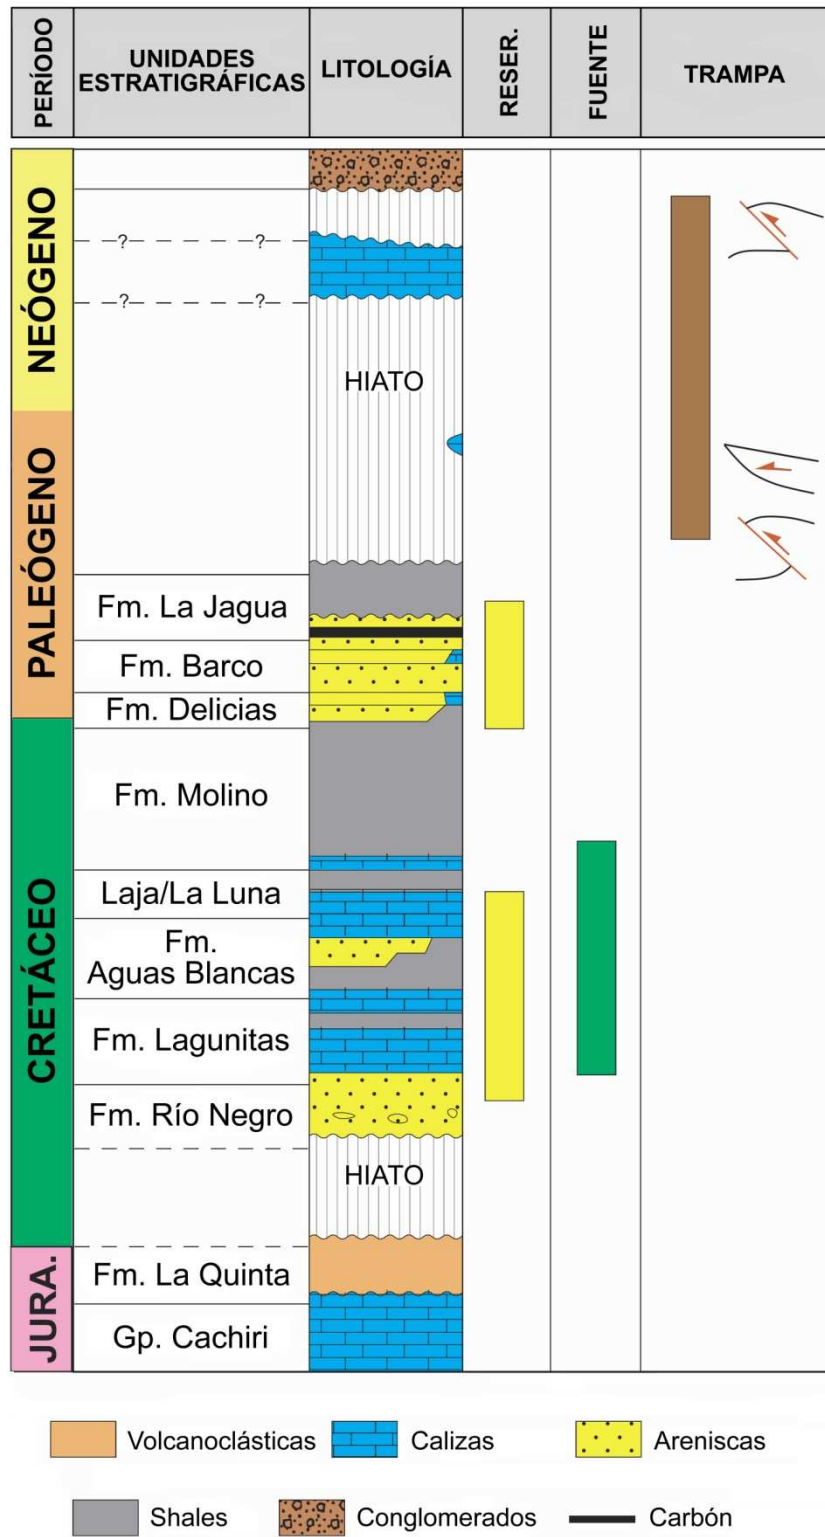 PERÍODO
UNIDADES
ESTRATIGRÁFICAS
LITOLOGÍA
RESER.
FUENTE
TRAMPA
NEÓGENO
—?— —?—
—?— —?—
HIATO
PALEÓGENO
Fm. La Jagua
Fm. Barco
Fm. Delicias
CRETÁCEO
Fm. Molino
Laja/La Luna
Fm.
Aguas Blancas
Fm. Lagunitas
Fm. Río Negro
HIATO
JURA.
Fm. La Quinta
Gp. Cachiri
Volcanoclásticas
Calizas
Areniscas
Shales
Conglomerados
Carbón